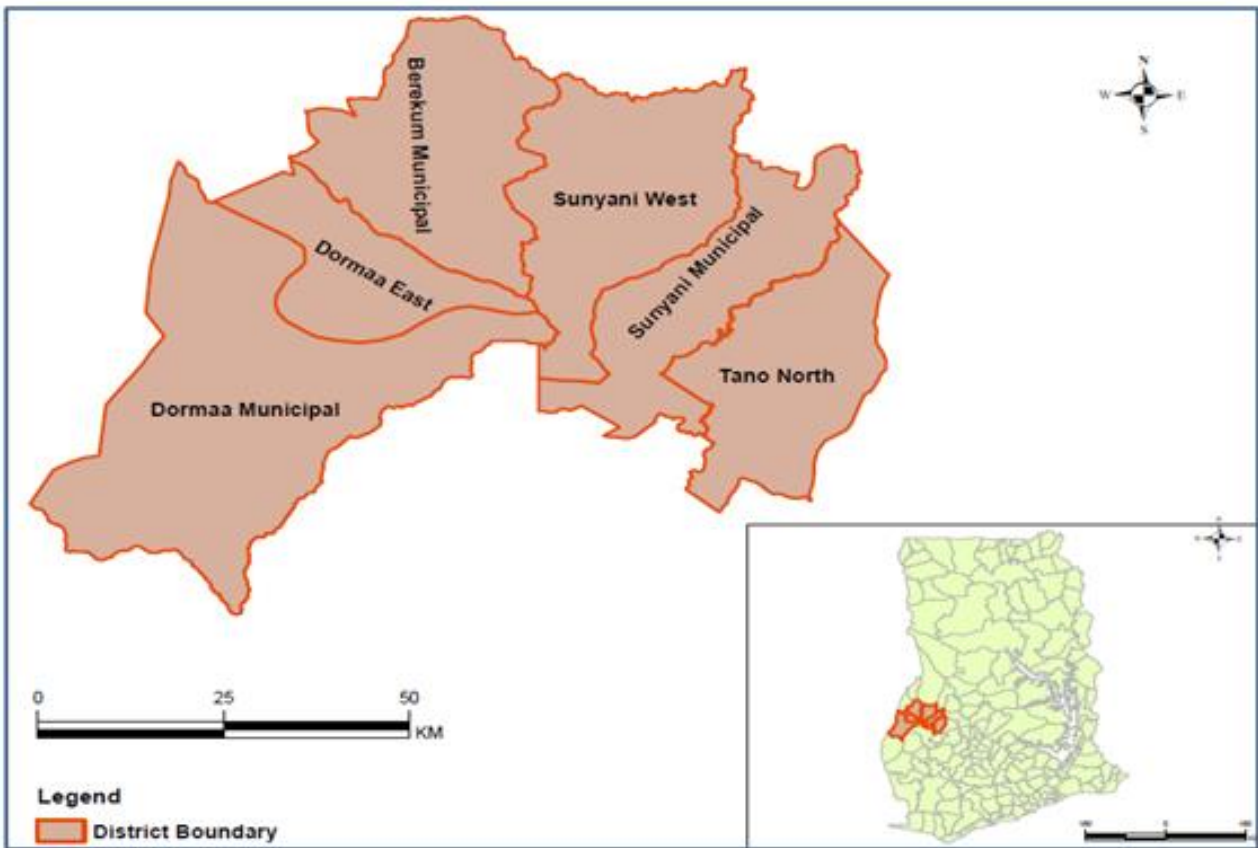 N
W E
S
Berekum Municipal
Sunyani West
Sunyani Municipal
Dormaa East
Tano North
Dormaa Municipal
0 25 50
KM
Legend
District Boundary